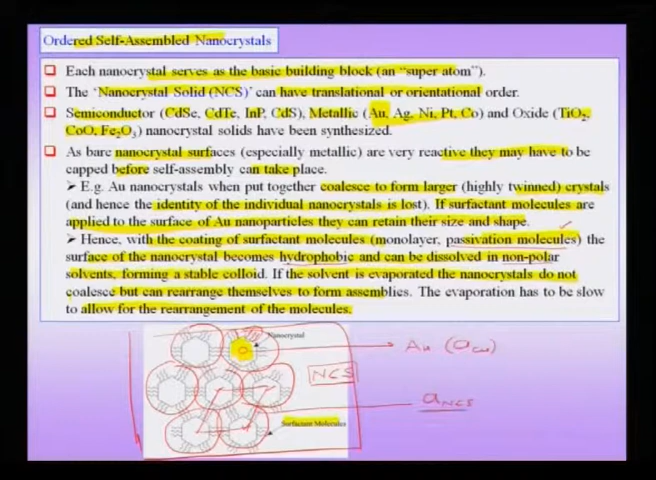 Ordered Self-Assembled Nanocrystals
Each nanocrystal serves as the basic building block (an "super atom").
The 'Nanocrystal Solid (NCS)' can have translational or orientational order.
Semiconductor (CdSe, CdTe, InP, CdS), Metallic (Au, Ag, Ni, Pt, Co) and Oxide (TiO2,
CoO, Fe2O3) nanocrystal solids have been synthesized.
As bare nanocrystal surfaces (especially metallic) are very reactive they may have to be
capped before self-assembly can take place.
➤ E.g. Au nanocrystals when put together coalesce to form larger (highly twinned) crystals
(and hence the identity of the individual nanocrystals is lost). If surfactant molecules are
applied to the surface of Au nanoparticles they can retain their size and shape.
➤ Hence, with the coating of surfactant molecules (monolayer, passivation molecules) the
surface of the nanocrystal becomes hydrophobic and can be dissolved in non-polar
solvents, forming a stable colloid. If the solvent is evaporated the nanocrystals do not
coalesce but can rearrange themselves to form assemblies. The evaporation has to be slow
to allow for the rearrangement of the molecules.
Nanocrystal
Au
NCS
a NCS
Surfactant Molecules